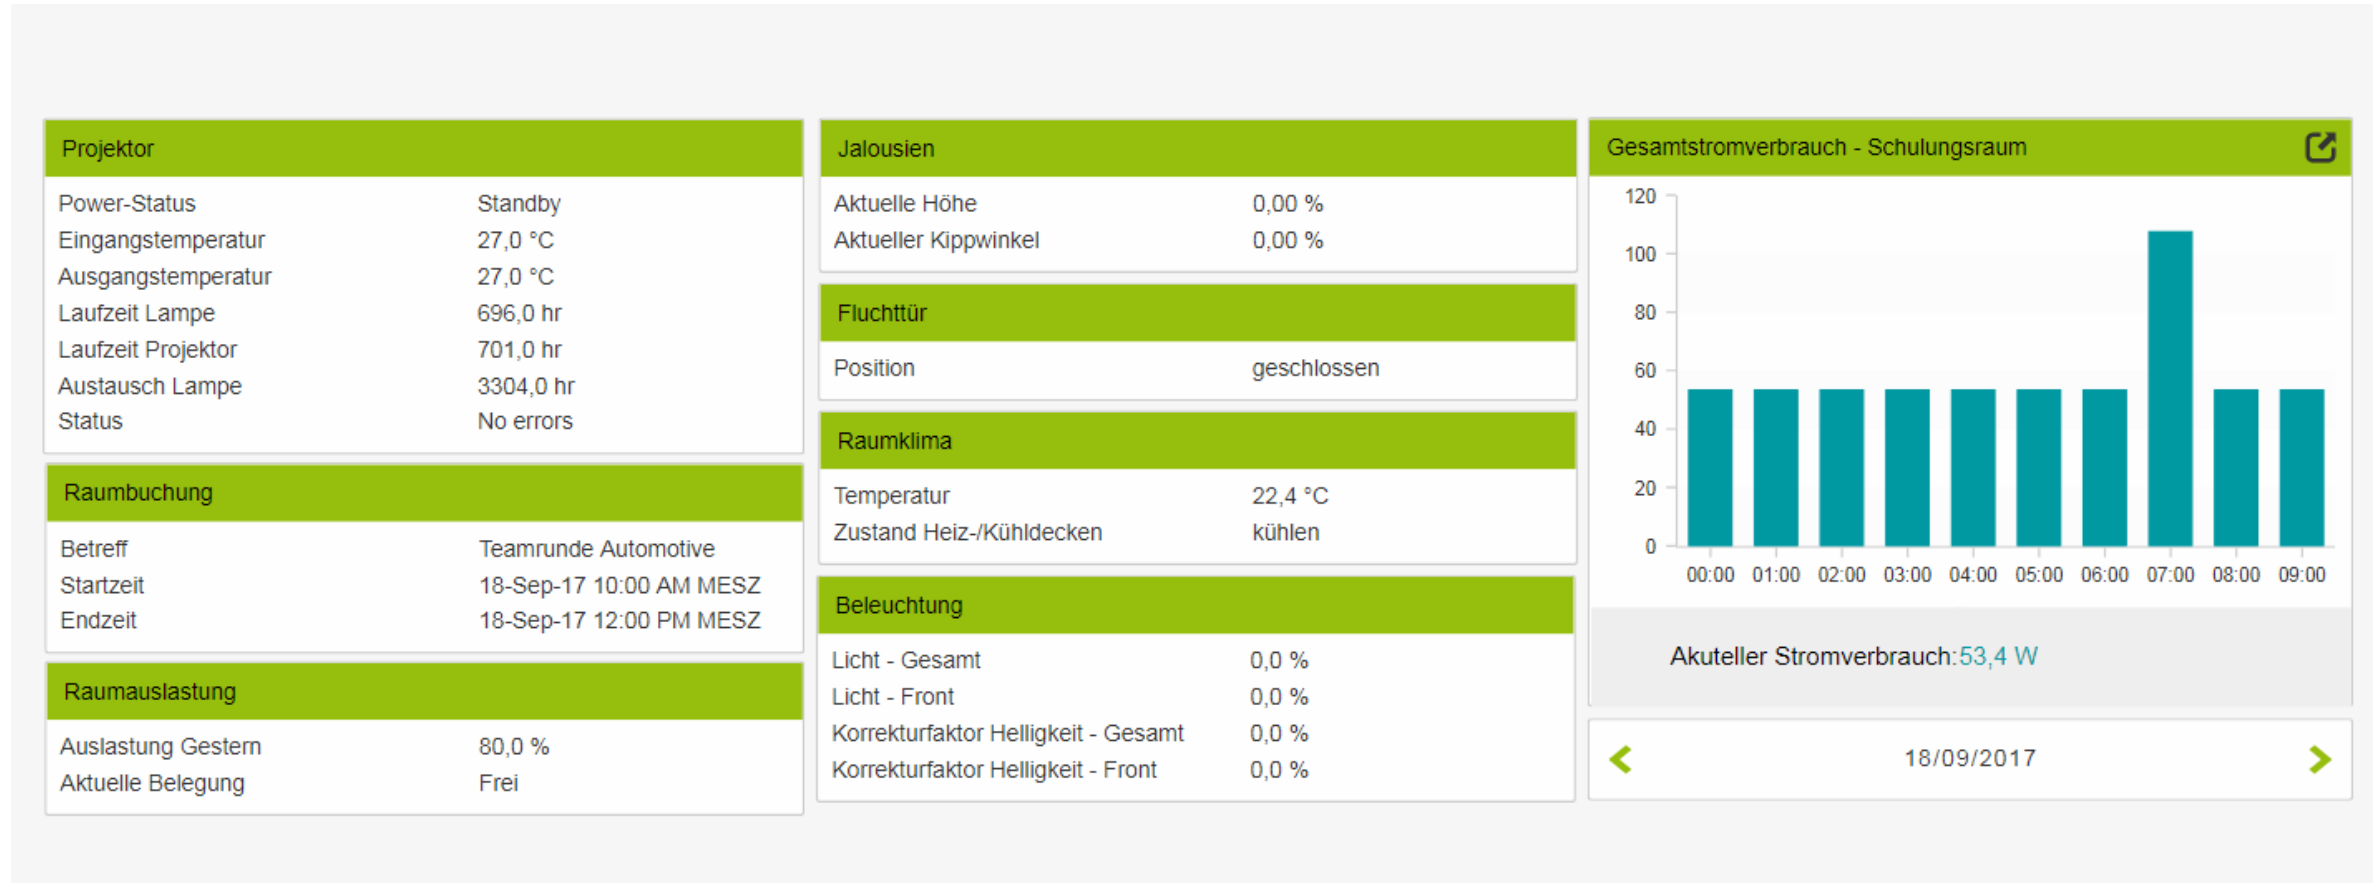 Projektor
Power-Status Standby
Eingangstemperatur 27,0 °C
Ausgangstemperatur 27,0 °C
Laufzeit Lampe 696,0 hr
Laufzeit Projektor 701,0 hr
Austausch Lampe 3304,0 hr
Status No errors
Raumbuchung
Betreff Teamrunde Automotive
Startzeit 18-Sep-17 10:00 AM MESZ
Endzeit 18-Sep-17 12:00 PM MESZ
Raumauslastung
Auslastung Gestern 80,0 %
Aktuelle Belegung Frei
Jalousien
Aktuelle Höhe 0,00 %
Aktueller Kippwinkel 0,00 %
Fluchttür
Position geschlossen
Raumklima
Temperatur 22,4 °C
Zustand Heiz-/Kühldecken kühlen
Beleuchtung
Licht - Gesamt 0,0 %
Licht - Front 0,0 %
Korrekturfaktor Helligkeit - Gesamt 0,0 %
Korrekturfaktor Helligkeit - Front 0,0 %
Gesamtstromverbrauch - Schulungsraum
120
100
80
60
40
20
0
00:00 01:00 02:00 03:00 04:00 05:00 06:00 07:00 08:00 09:00
Akuteller Stromverbrauch:53,4 W
18/09/2017